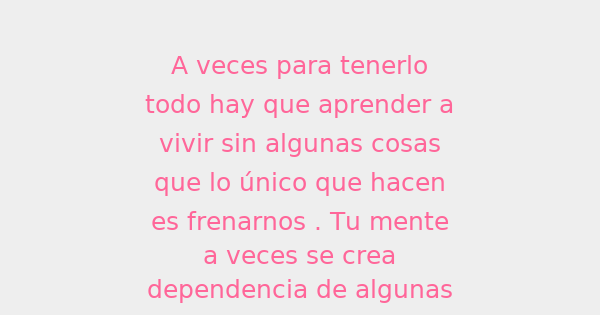 A veces para tenerlo
todo hay que aprender a
vivir sin algunas cosas
que lo único que hacen
es frenarnos . Tu mente
a veces se crea
dependencia de algunas